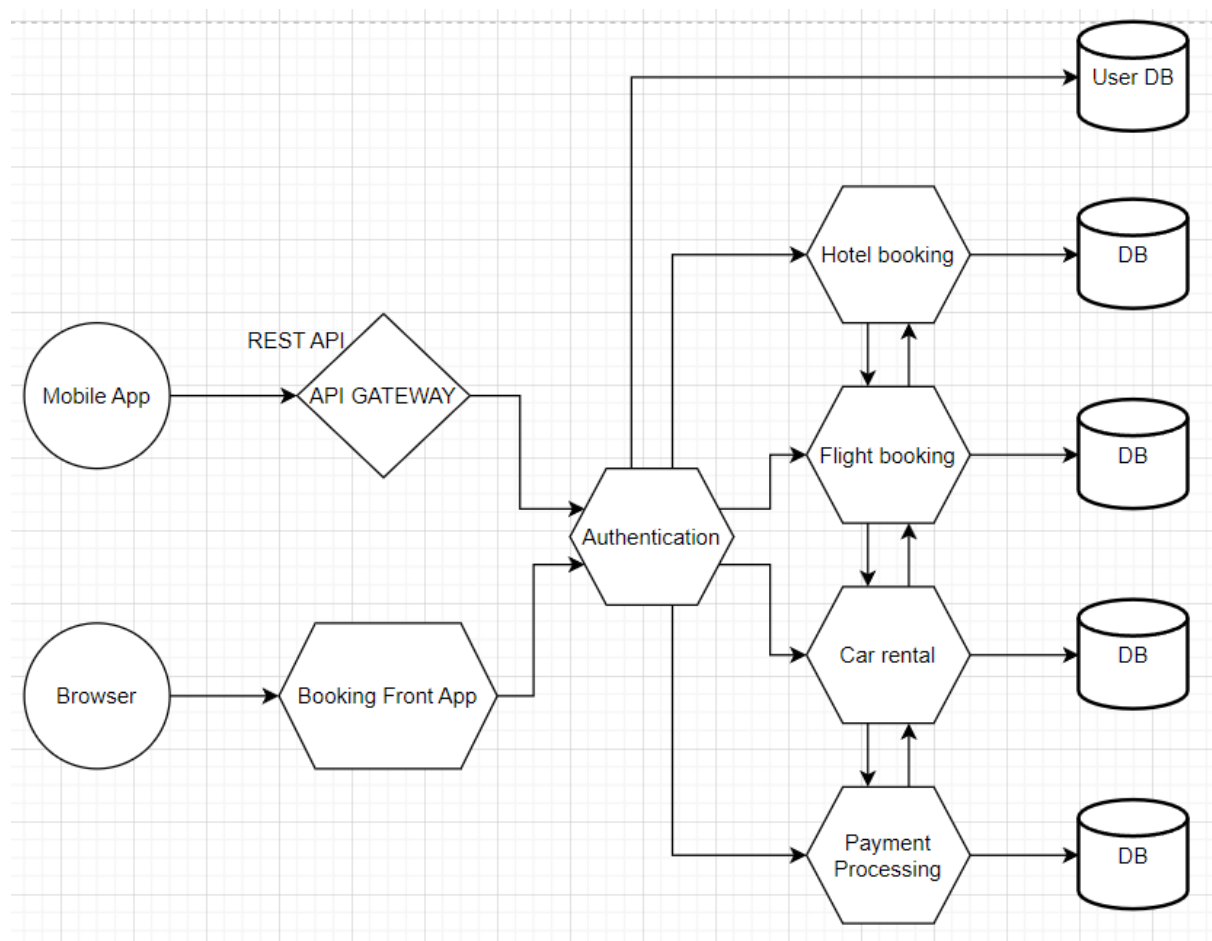 User DB
Hotel booking
DB
REST API
Mobile App
API GATEWAY
Flight booking
DB
Authentication
Car rental
DB
Browser
Booking Front App
Payment
Processing
DB